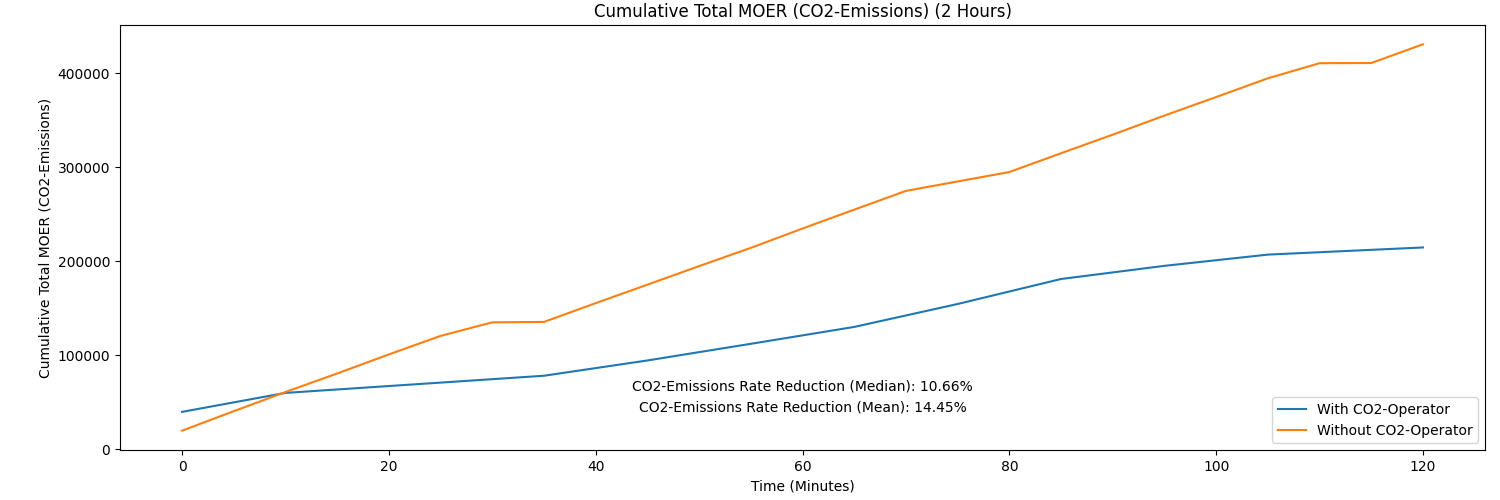 Cumulative Total MOER (CO2-Emissions) (2 Hours)
Cumulative Total MOER (CO2-Emissions)
400000
300000
200000
100000
0
CO2-Emissions Rate Reduction (Median): 10.66%
CO2-Emissions Rate Reduction (Mean): 14.45%
With CO2-Operator
Without CO2-Operator
0 20 40 60 80 100 120
Time (Minutes)